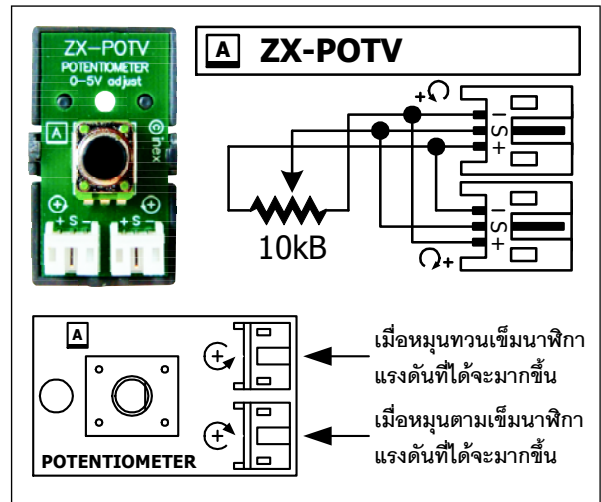 ZX-POTV
POTENTIOMETER
0-5V adjust
A
inex
+ S -
+ S -
A ZX-POTV
+
- S +
10kB
- S +
+
A
+
+
POTENTIOMETER
เมื่อหมุนทวนเข็มนาฬิกา
แรงดันที่ได้จะมากขึ้น
เมื่อหมุนตามเข็มนาฬิกา
แรงดันที่ได้จะมากขึ้น